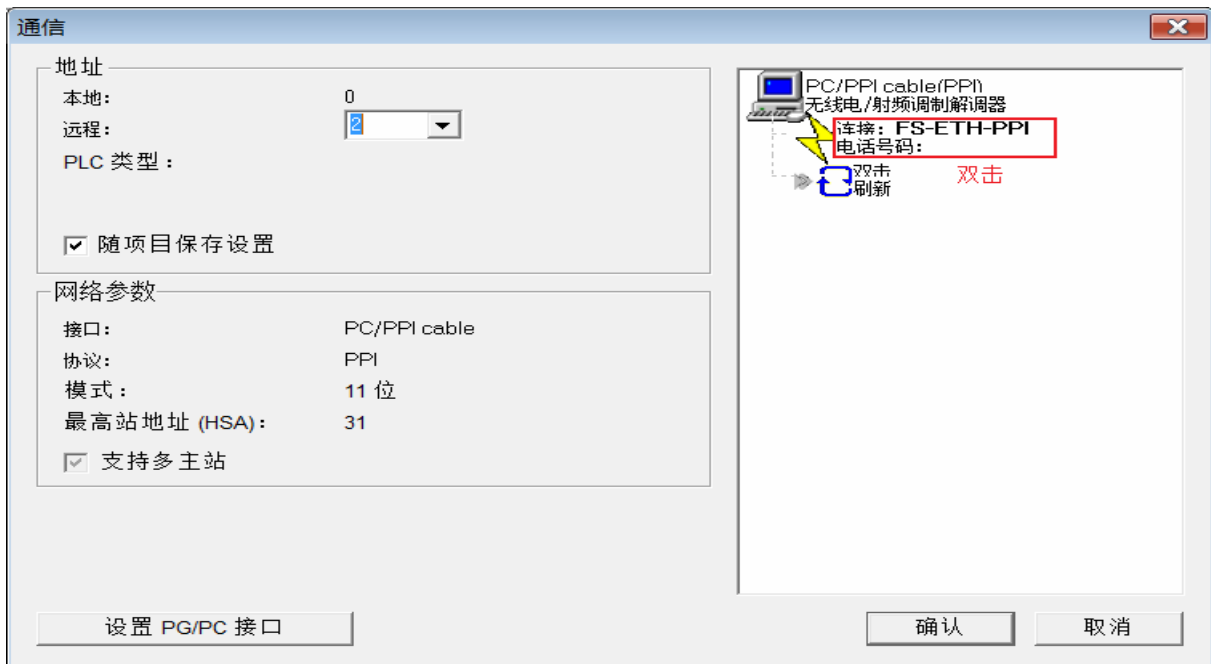 通信
地址
本地: 0
远程: 2
PLC 类型:
随项目保存设置
网络参数
接口: PC/PPI cable
协议: PPI
模式: 11 位
最高站地址 (HSA): 31
支持多主站
设置 PG/PC 接口
PC/PPI cable(PPI)
无线电/射频调制解调器
连接: FS-ETH-PPI
电话号码:
双击
刷新
双击
确认
取消